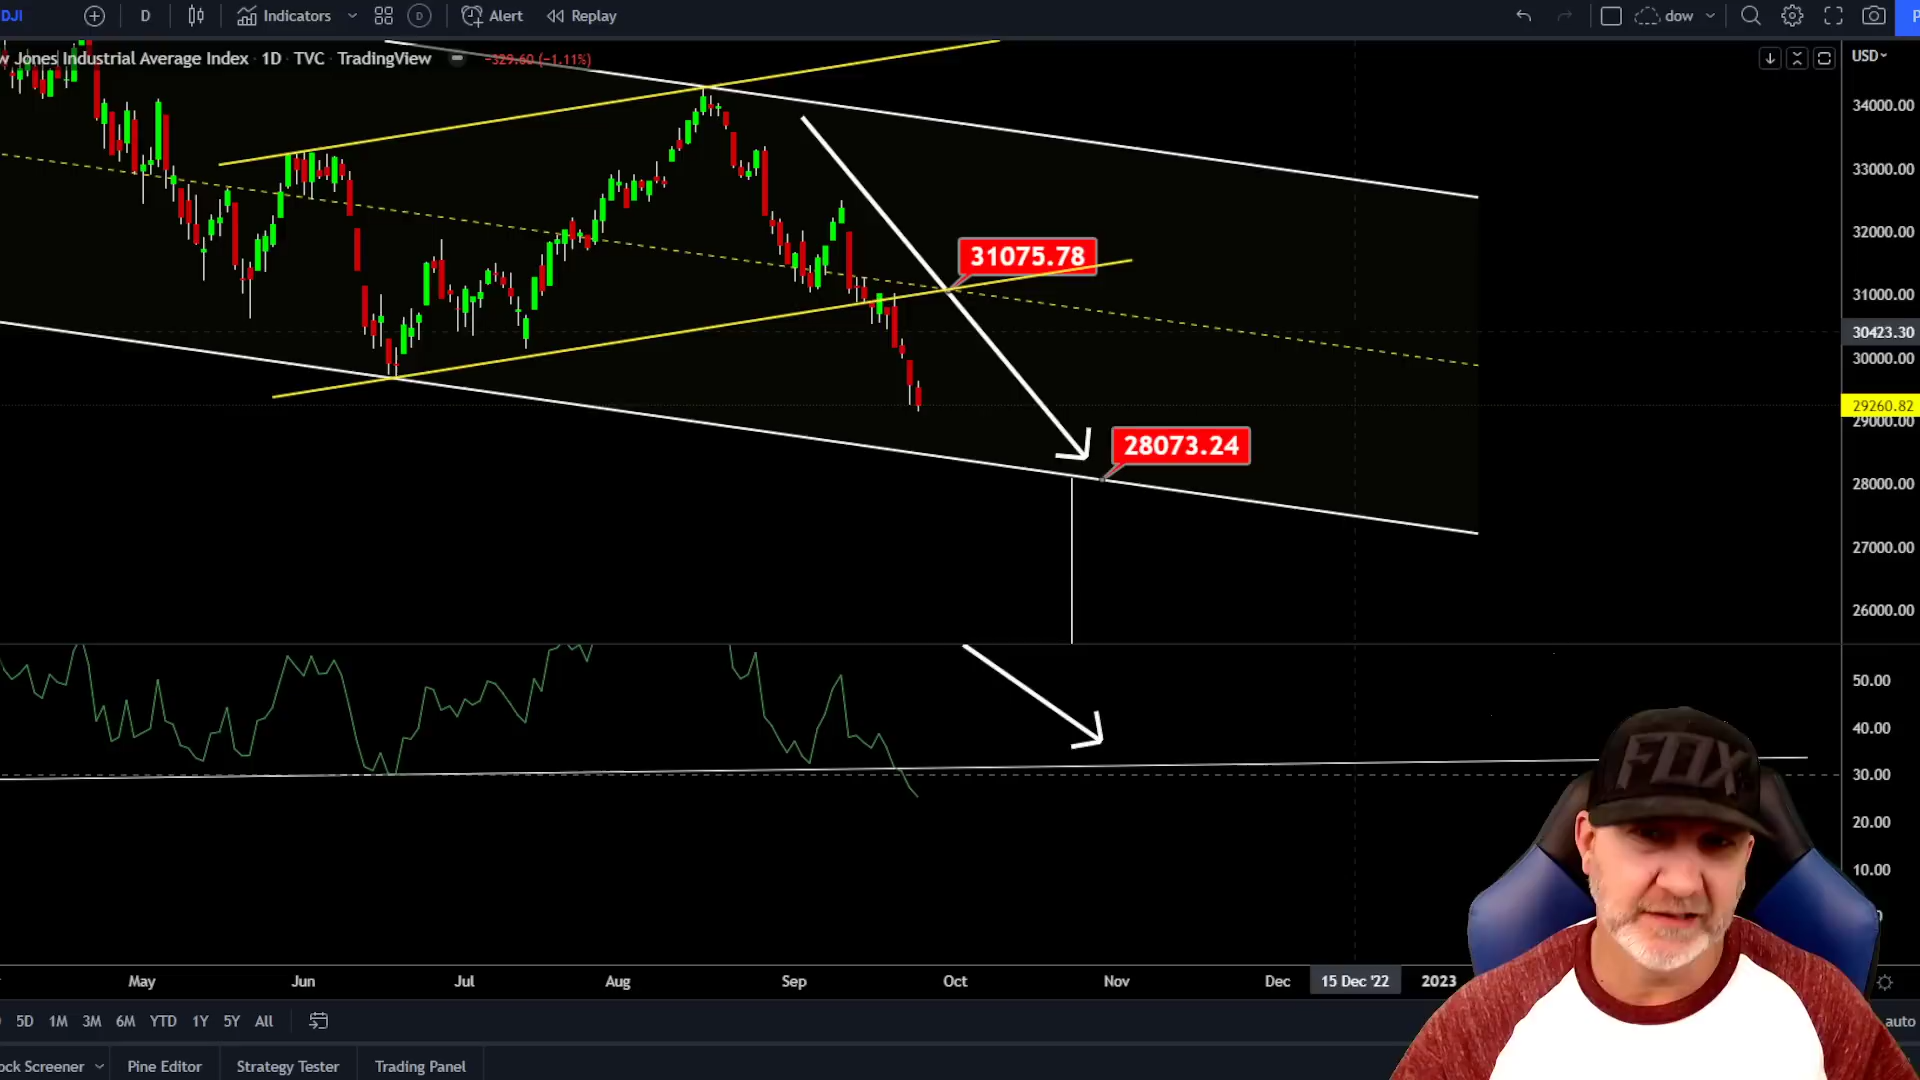 DJI
D
Indicators
D
Alert
Replay
dow
w Jones Industrial Average Index · 1D · TVC · TradingView
-329.60 (-1.11%)
USD
34000.00
33000.00
32000.00
31075.78
31000.00
30423.30
30000.00
29260.82
29000.00
28073.24
28000.00
27000.00
26000.00
50.00
40.00
30.00
20.00
10.00
FOX
May
Jun
Jul
Aug
Sep
Oct
Nov
Dec
15 Dec '22
2023
5D
1M
3M
6M
YTD
1Y
5Y
All
auto
ock Screener
Pine Editor
Strategy Tester
Trading Panel